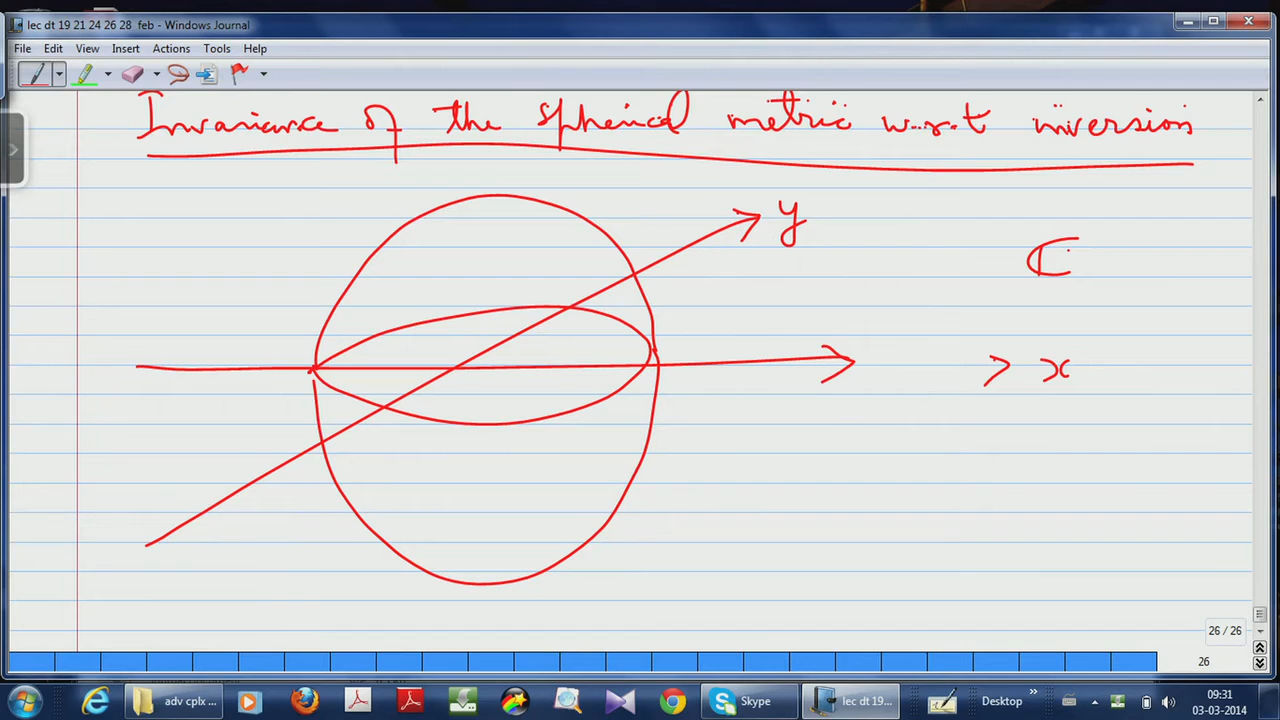 lec dt 19 21 24 26 28 feb - Windows Journal
File Edit View Insert Actions Tools Help
Invariance of the spherical metric w.r.t inversion
y
ℂ
> x
26 / 26
26
adv cplx ...
Skype
lec dt 19...
Desktop
09:31
03-03-2014